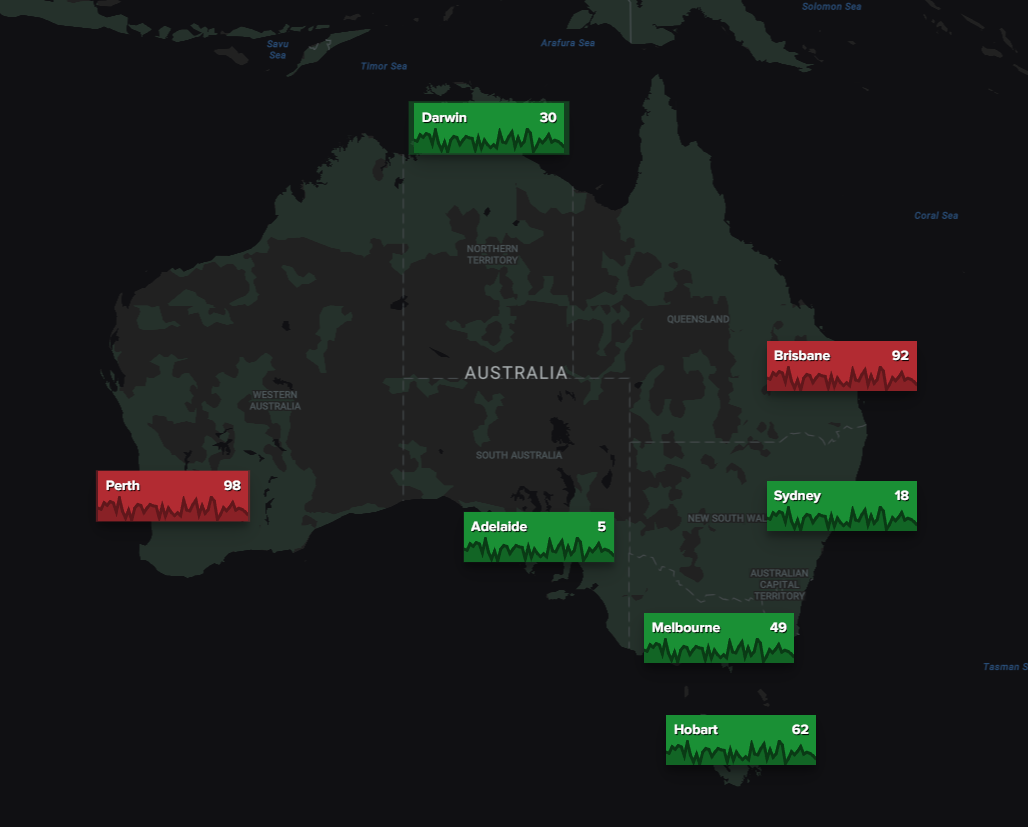 Solomon Sea
Savu
Sea
Arafura Sea
Timor Sea
Darwin 30
Coral Sea
NORTHERN
TERRITORY
QUEENSLAND
Brisbane 92
AUSTRALIA
WESTERN
AUSTRALIA
SOUTH AUSTRALIA
Perth 98
Sydney 18
NEW SOUTH WAL
Adelaide 5
AUSTRALIAN
CAPITAL
TERRITORY
Melbourne 49
Tasman S
Hobart 62